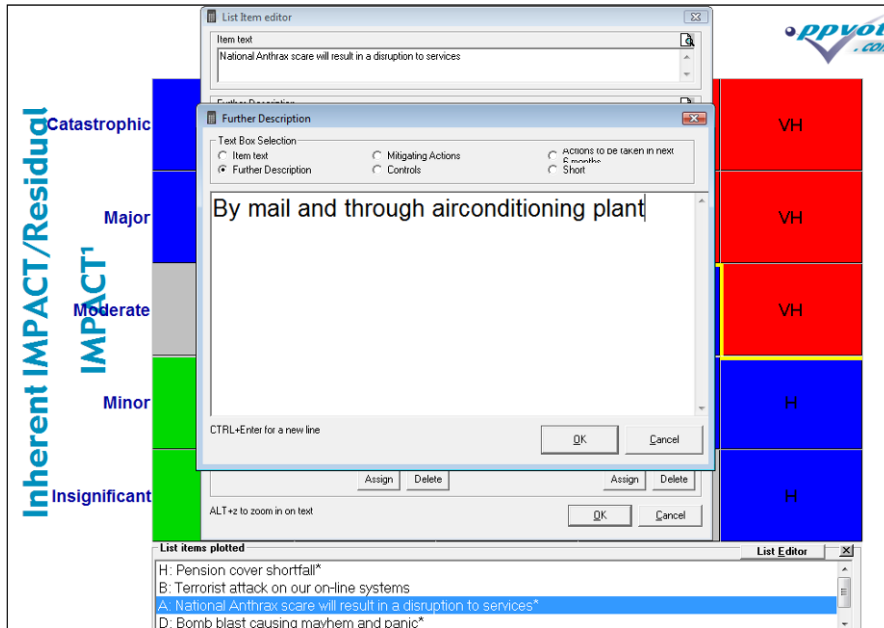 List Item editor
Item text
National Anthrax scare will result in a disruption to services
ppvot
.com
Further Description
Text Box Selection
Item text
Mitigating Actions
Actions to be taken in next
6 months
Further Description
Controls
Short
By mail and through airconditioning plant
CTRL+Enter for a new line
OK
Cancel
Assign
Delete
Assign
Delete
ALT+z to zoom in on text
OK
Cancel
Inherent IMPACT/Residual
IMPACT¹
Catastrophic
VH
Major
VH
Moderate
VH
Minor
H
Insignificant
H
List items plotted
List Editor
H: Pension cover shortfall*
B: Terrorist attack on our on-line systems
A: National Anthrax scare will result in a disruption to services*
D: Bomb blast causing mayhem and panic*